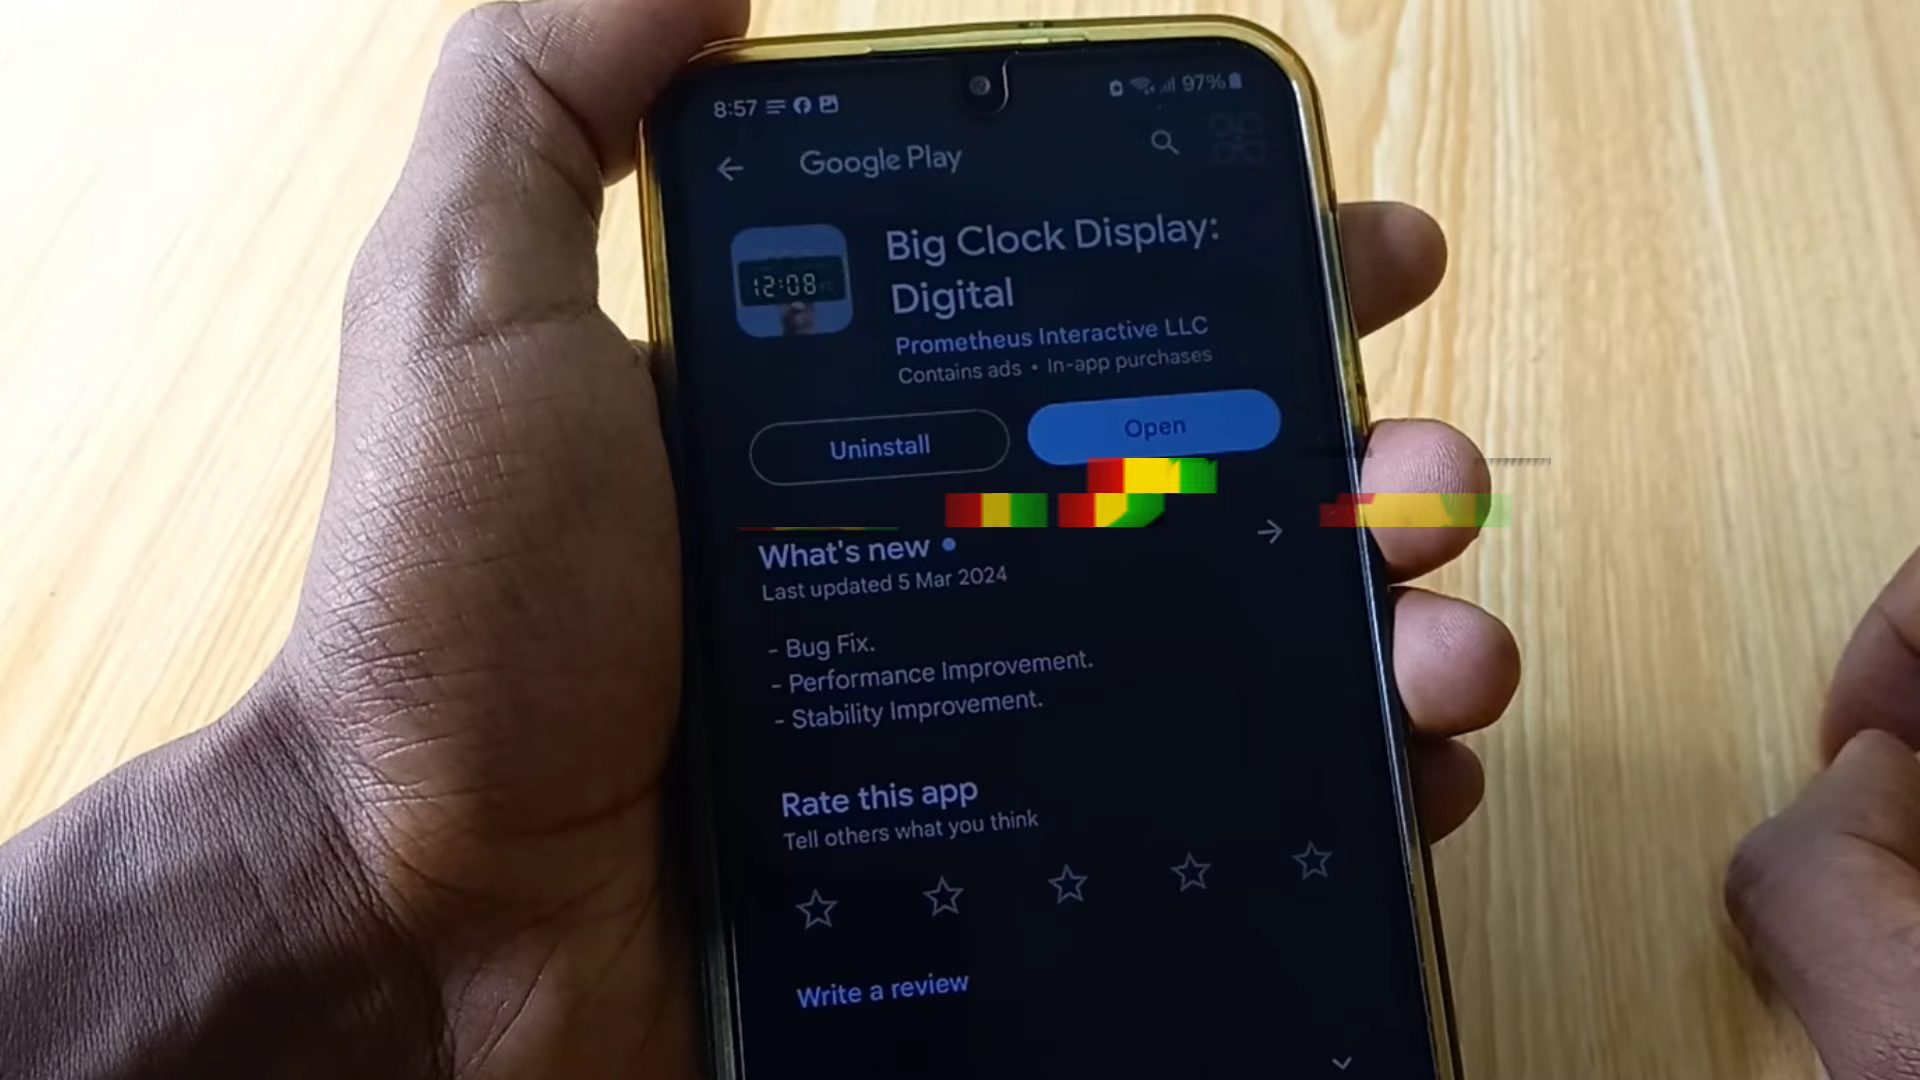 8:57 97%
Google Play
12:08
Big Clock Display:
Digital
Prometheus Interactive LLC
Contains ads • In-app purchases
Uninstall
Open
What's new
Last updated 5 Mar 2024
- Bug Fix.
- Performance Improvement.
- Stability Improvement.
Rate this app
Tell others what you think
Write a review